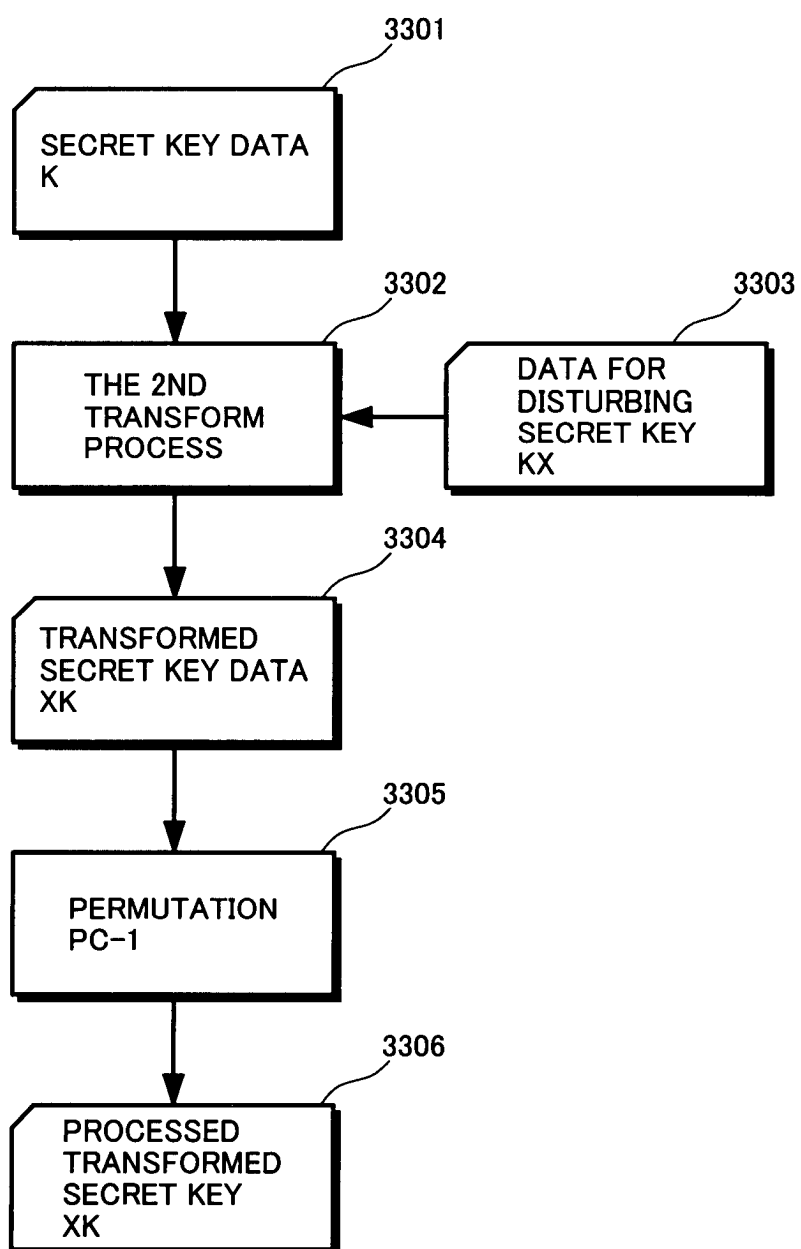 3301
SECRET KEY DATA
K
3302
THE 2ND
TRANSFORM
PROCESS
3303
DATA FOR
DISTURBING
SECRET KEY
KX
3304
TRANSFORMED
SECRET KEY DATA
XK
3305
PERMUTATION
PC-1
3306
PROCESSED
TRANSFORMED
SECRET KEY
XK